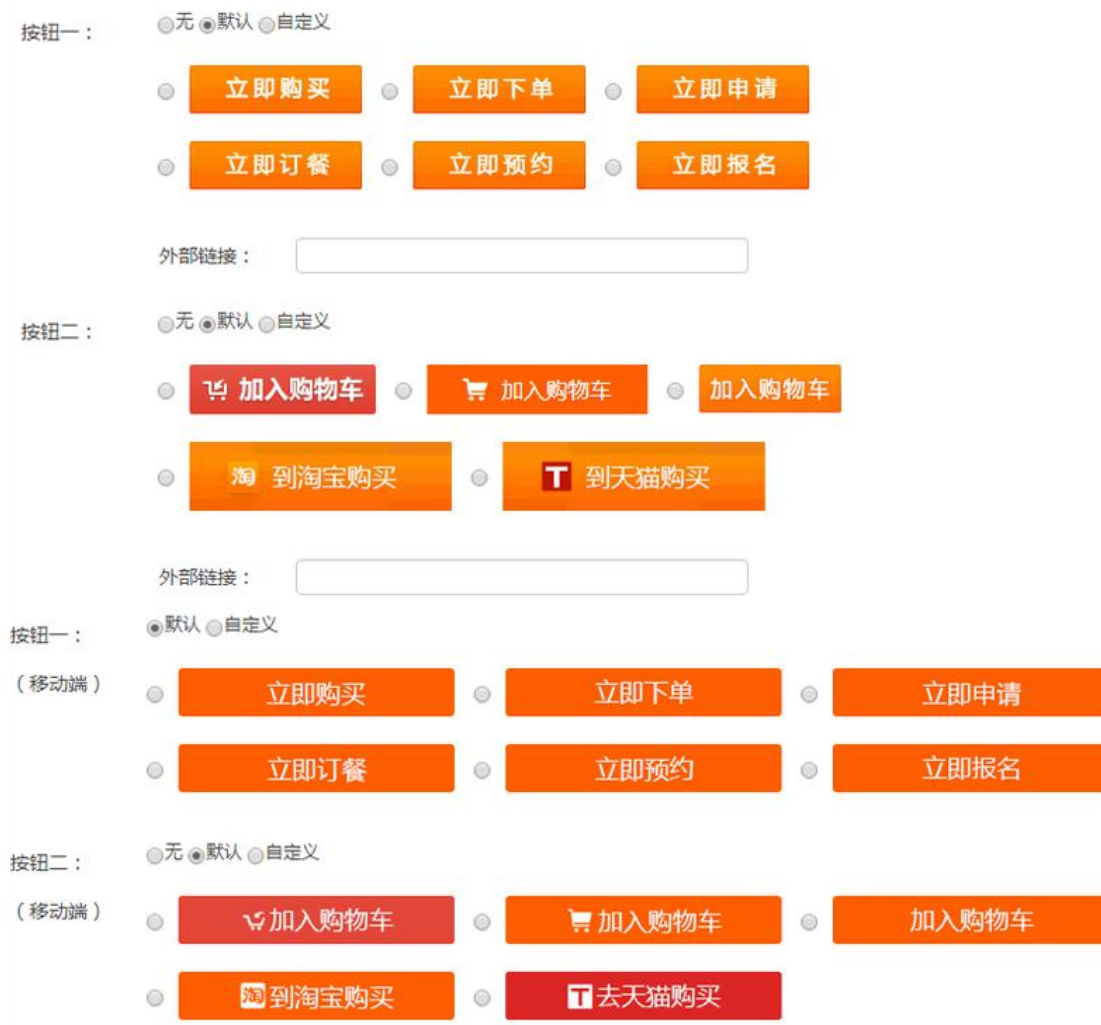 按钮一： 无 默认 自定义
立即购买 立即下单 立即申请
立即订餐 立即预约 立即报名
外部链接：
按钮二： 无 默认 自定义
加入购物车 加入购物车 加入购物车
淘 到淘宝购买 T 到天猫购买
外部链接：
按钮一： 默认 自定义
（移动端）
立即购买 立即下单 立即申请
立即订餐 立即预约 立即报名
按钮二： 无 默认 自定义
（移动端）
加入购物车 加入购物车 加入购物车
淘 到淘宝购买 T 去天猫购买